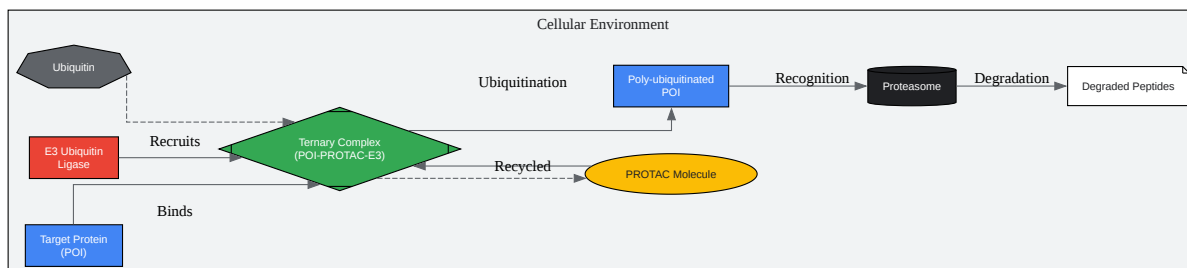 Cellular Environment
Ubiquitin
Ubiquitination
Poly-ubiquitinated
POI
Recognition
Proteasome
Degradation
Degraded Peptides
E3 Ubiquitin
Ligase
Recruits
Ternary Complex
(POI-PROTAC-E3)
Recycled
PROTAC Molecule
Binds
Target Protein
(POI)